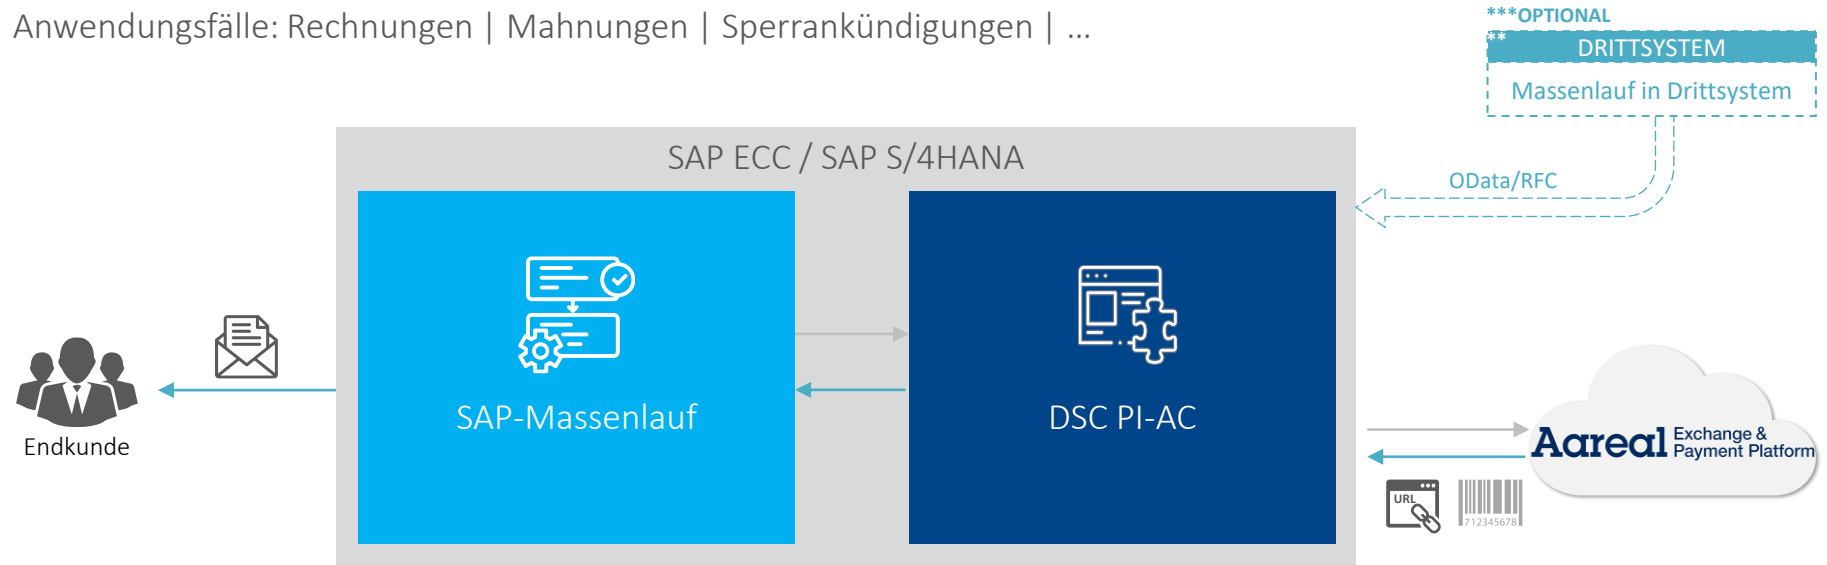 Anwendungsfälle: Rechnungen | Mahnungen | Sperrankündigungen | ...
***OPTIONAL
**
DRITTSYSTEM
Massenlauf in Drittsystem
OData/RFC
SAP ECC / SAP S/4HANA
SAP-Massenlauf
DSC PI-AC
Endkunde
Aareal Exchange &
Payment Platform
URL
712345678